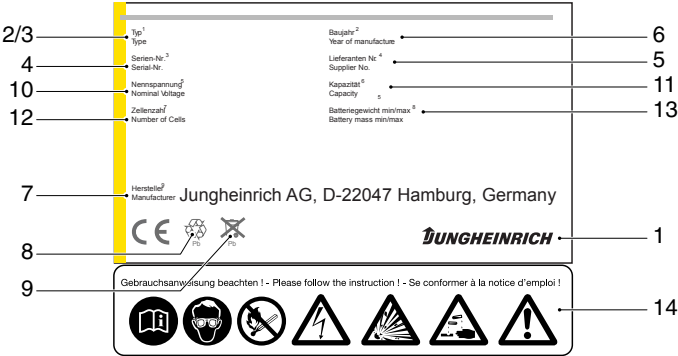 2/3
Typ1
Type
Baujahr2
Year of manufacture
6
4
Serien-Nr.3
Serial-Nr.
Lieferanten Nr. 4
Supplier No.
5
10
Nennspannung5
Nominal Voltage
Kapazität6
Capacity 5
11
12
Zellenzahl7
Number of Cells
Batteriegewicht min/max 8
Battery mass min/max
13
7
Hersteller9
Manufacturer
Jungheinrich AG, D-22047 Hamburg, Germany
CE
Pb
Pb
8
9
JUNGHEINRICH
1
Gebrauchsanweisung beachten ! - Please follow the instruction ! - Se conformer à la notice d'emploi !
14